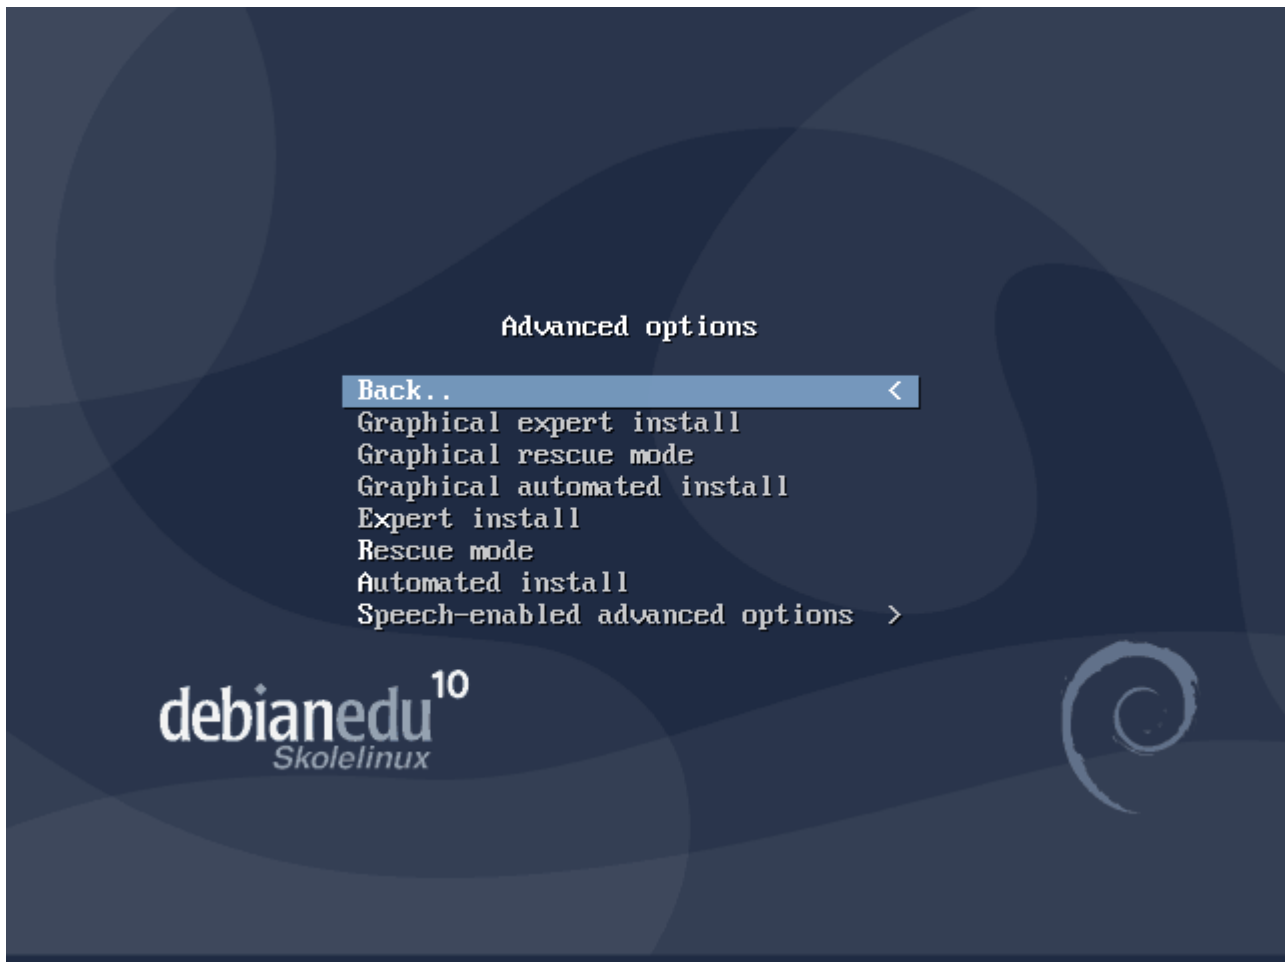 Advanced options
Back.. <
Graphical expert install
Graphical rescue mode
Graphical automated install
Expert install
Rescue mode
Automated install
Speech-enabled advanced options >
debianedu 10
Skolelinux